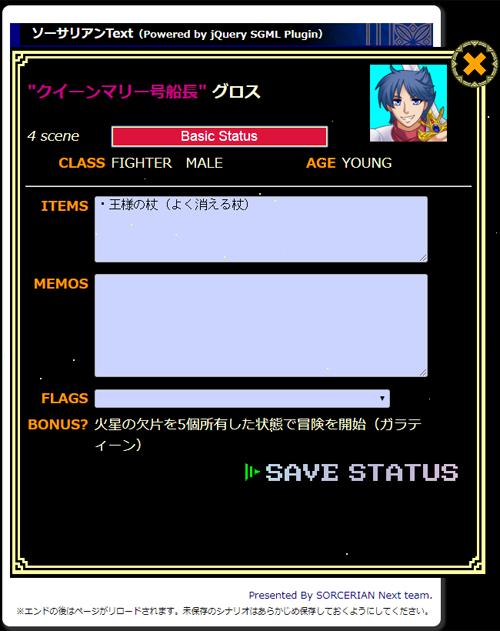 ソーサリアンText (Powered by jQuery SGML Plugin)
"クイーンマリー号船長" グロス
4 scene
Basic Status
CLASS FIGHTER MALE AGE YOUNG
ITEMS ・王様の杖（よく消える杖）
MEMOS
FLAGS
BONUS? 火星の欠片を5個所有した状態で冒険を開始（ガラテ
ィーン）
SAVE STATUS
Presented By SORCERIAN Next team.
※エンドの後はページがリロードされます。未保存のシナリオはあらかじめ保存しておくようにしてください。